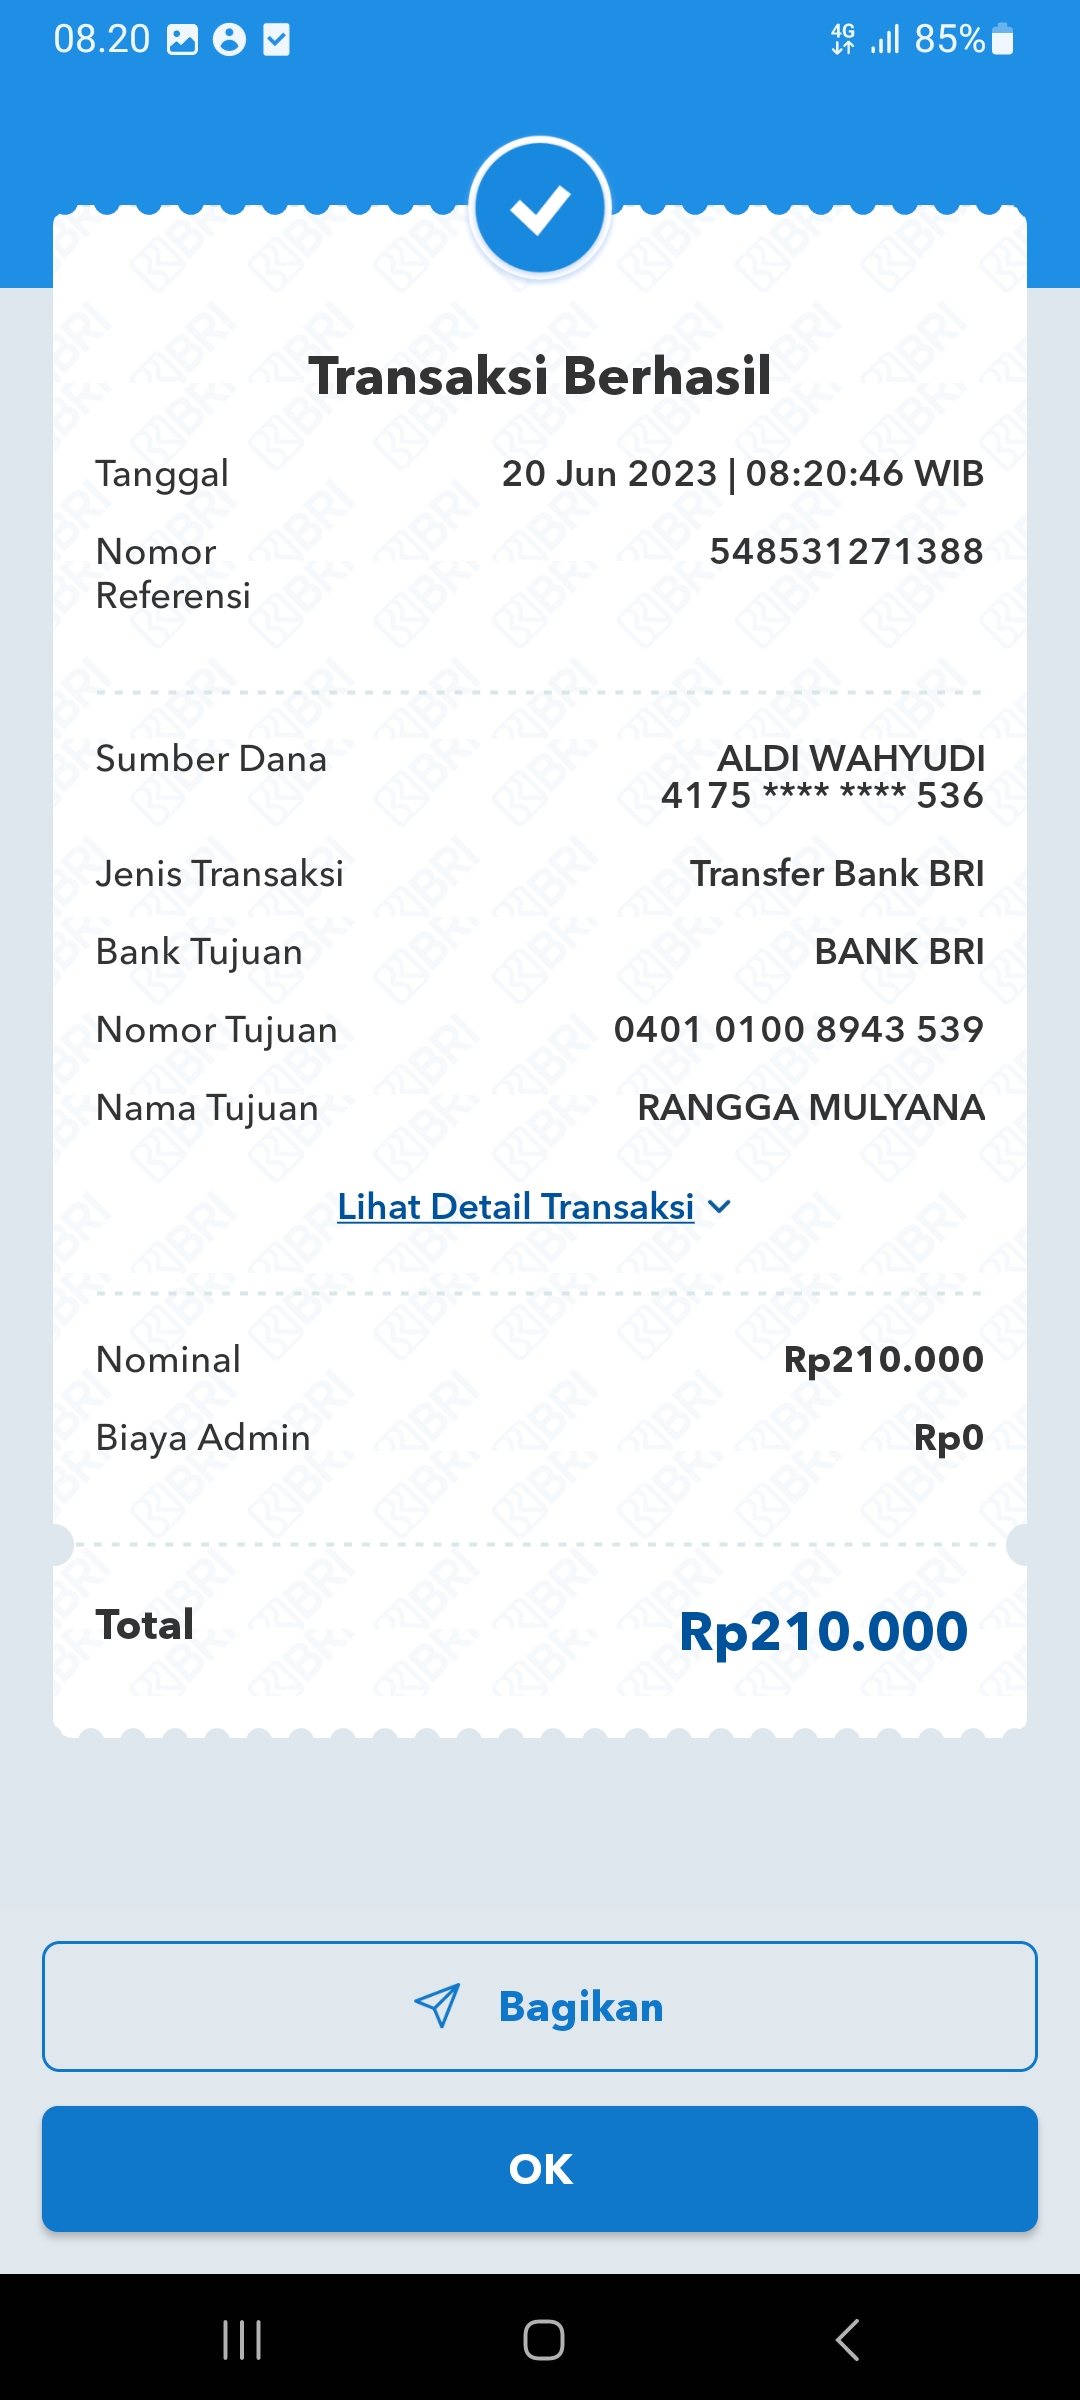 08.20
4G 85%
Transaksi Berhasil
Tanggal 20 Jun 2023 | 08:20:46 WIB
Nomor Referensi 548531271388
Sumber Dana ALDI WAHYUDI
4175 **** **** 536
Jenis Transaksi Transfer Bank BRI
Bank Tujuan BANK BRI
Nomor Tujuan 0401 0100 8943 539
Nama Tujuan RANGGA MULYANA
Lihat Detail Transaksi
Nominal Rp210.000
Biaya Admin Rp0
Total Rp210.000
Bagikan
OK